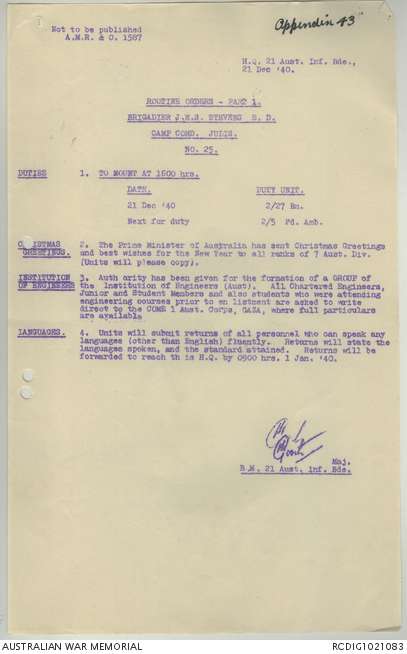 Not to be published
A.M.R. & O. 1587
Appendix 43"
H.Q. 21 Aust. Inf. Bde.,
21 Dec '40.
ROUTINE ORDERS - PART 1.
BRIGADIER J.E.S. STEVENS E. D.
CAMP COMD. JULIS.
NO. 25.
DUTIES 1. TO MOUNT AT 1800 hrs.
DATE. DUTY UNIT.
21 Dec '40 2/27 Bn.
Next for duty 2/5 Fd. Amb.
CHRISTMAS GREETINGS. 2. The Prime Minister of Australia has sent Christmas Greetings
and best wishes for the New Year to all ranks of 7 Aust. Div.
(Units will please copy).
INSTITUTION OF ENGINEERS 3. Auth ority has been given for the formation of a GROUP of
the Institution of Engineers (Aust). All Chartered Engineers,
Junior and Student Members and also students who were attending
engineering courses prior to en listment are asked to write
direct to the COME 1 Aust. Corps, GAZA, where full particulars
are available
LANGUAGES. 4. Units will submit returns of all personnel who can speak any
languages (other than English) fluently. Returns will state the
languages spoken, and the standard attained. Returns will be
forwarded to reach th is H.Q. by 0900 hrs. 1 Jan. '40.
Maj.
B.M. 21 Aust. Inf. Bde.
AUSTRALIAN WAR MEMORIAL
RCDIG1021083